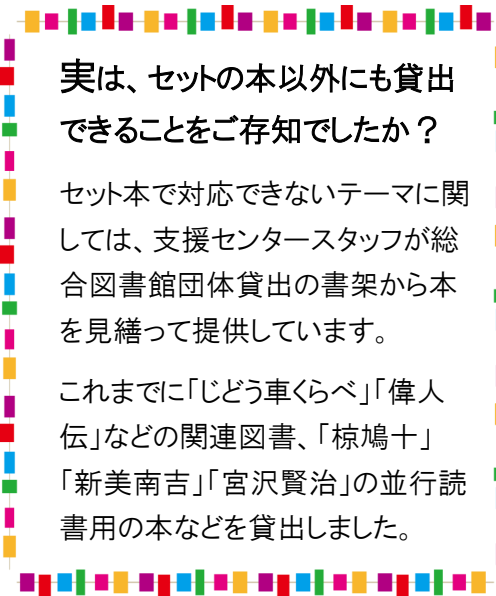 実は、セットの本以外にも貸出
できることをご存知でしたか？
セット本で対応できないテーマに関
しては、支援センタースタッフが総
合図書館団体貸出の書架から本
を見繕って提供しています。
これまでに「じどう車くらべ」「偉人
伝」などの関連図書、「椋鳩十」
「新美南吉」「宮沢賢治」の並行読
書用の本などを貸出しました。